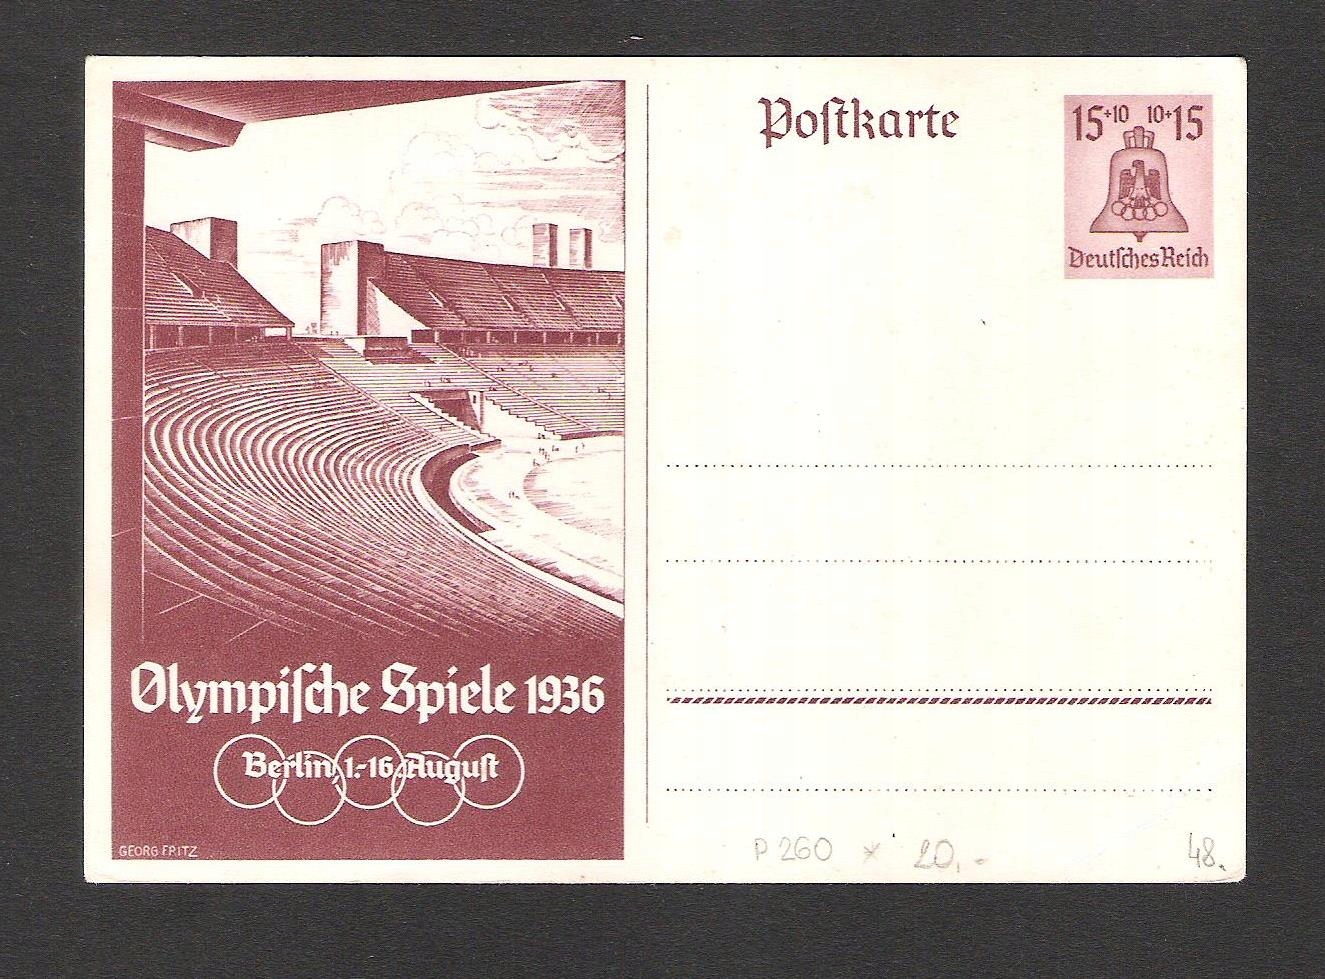 Olympische Spiele 1936
Berlin, 1.-16. August
GEORG FRITZ
Postkarte
15+10 10+15
Deutsches Reich
P 260 * 20,-
48.